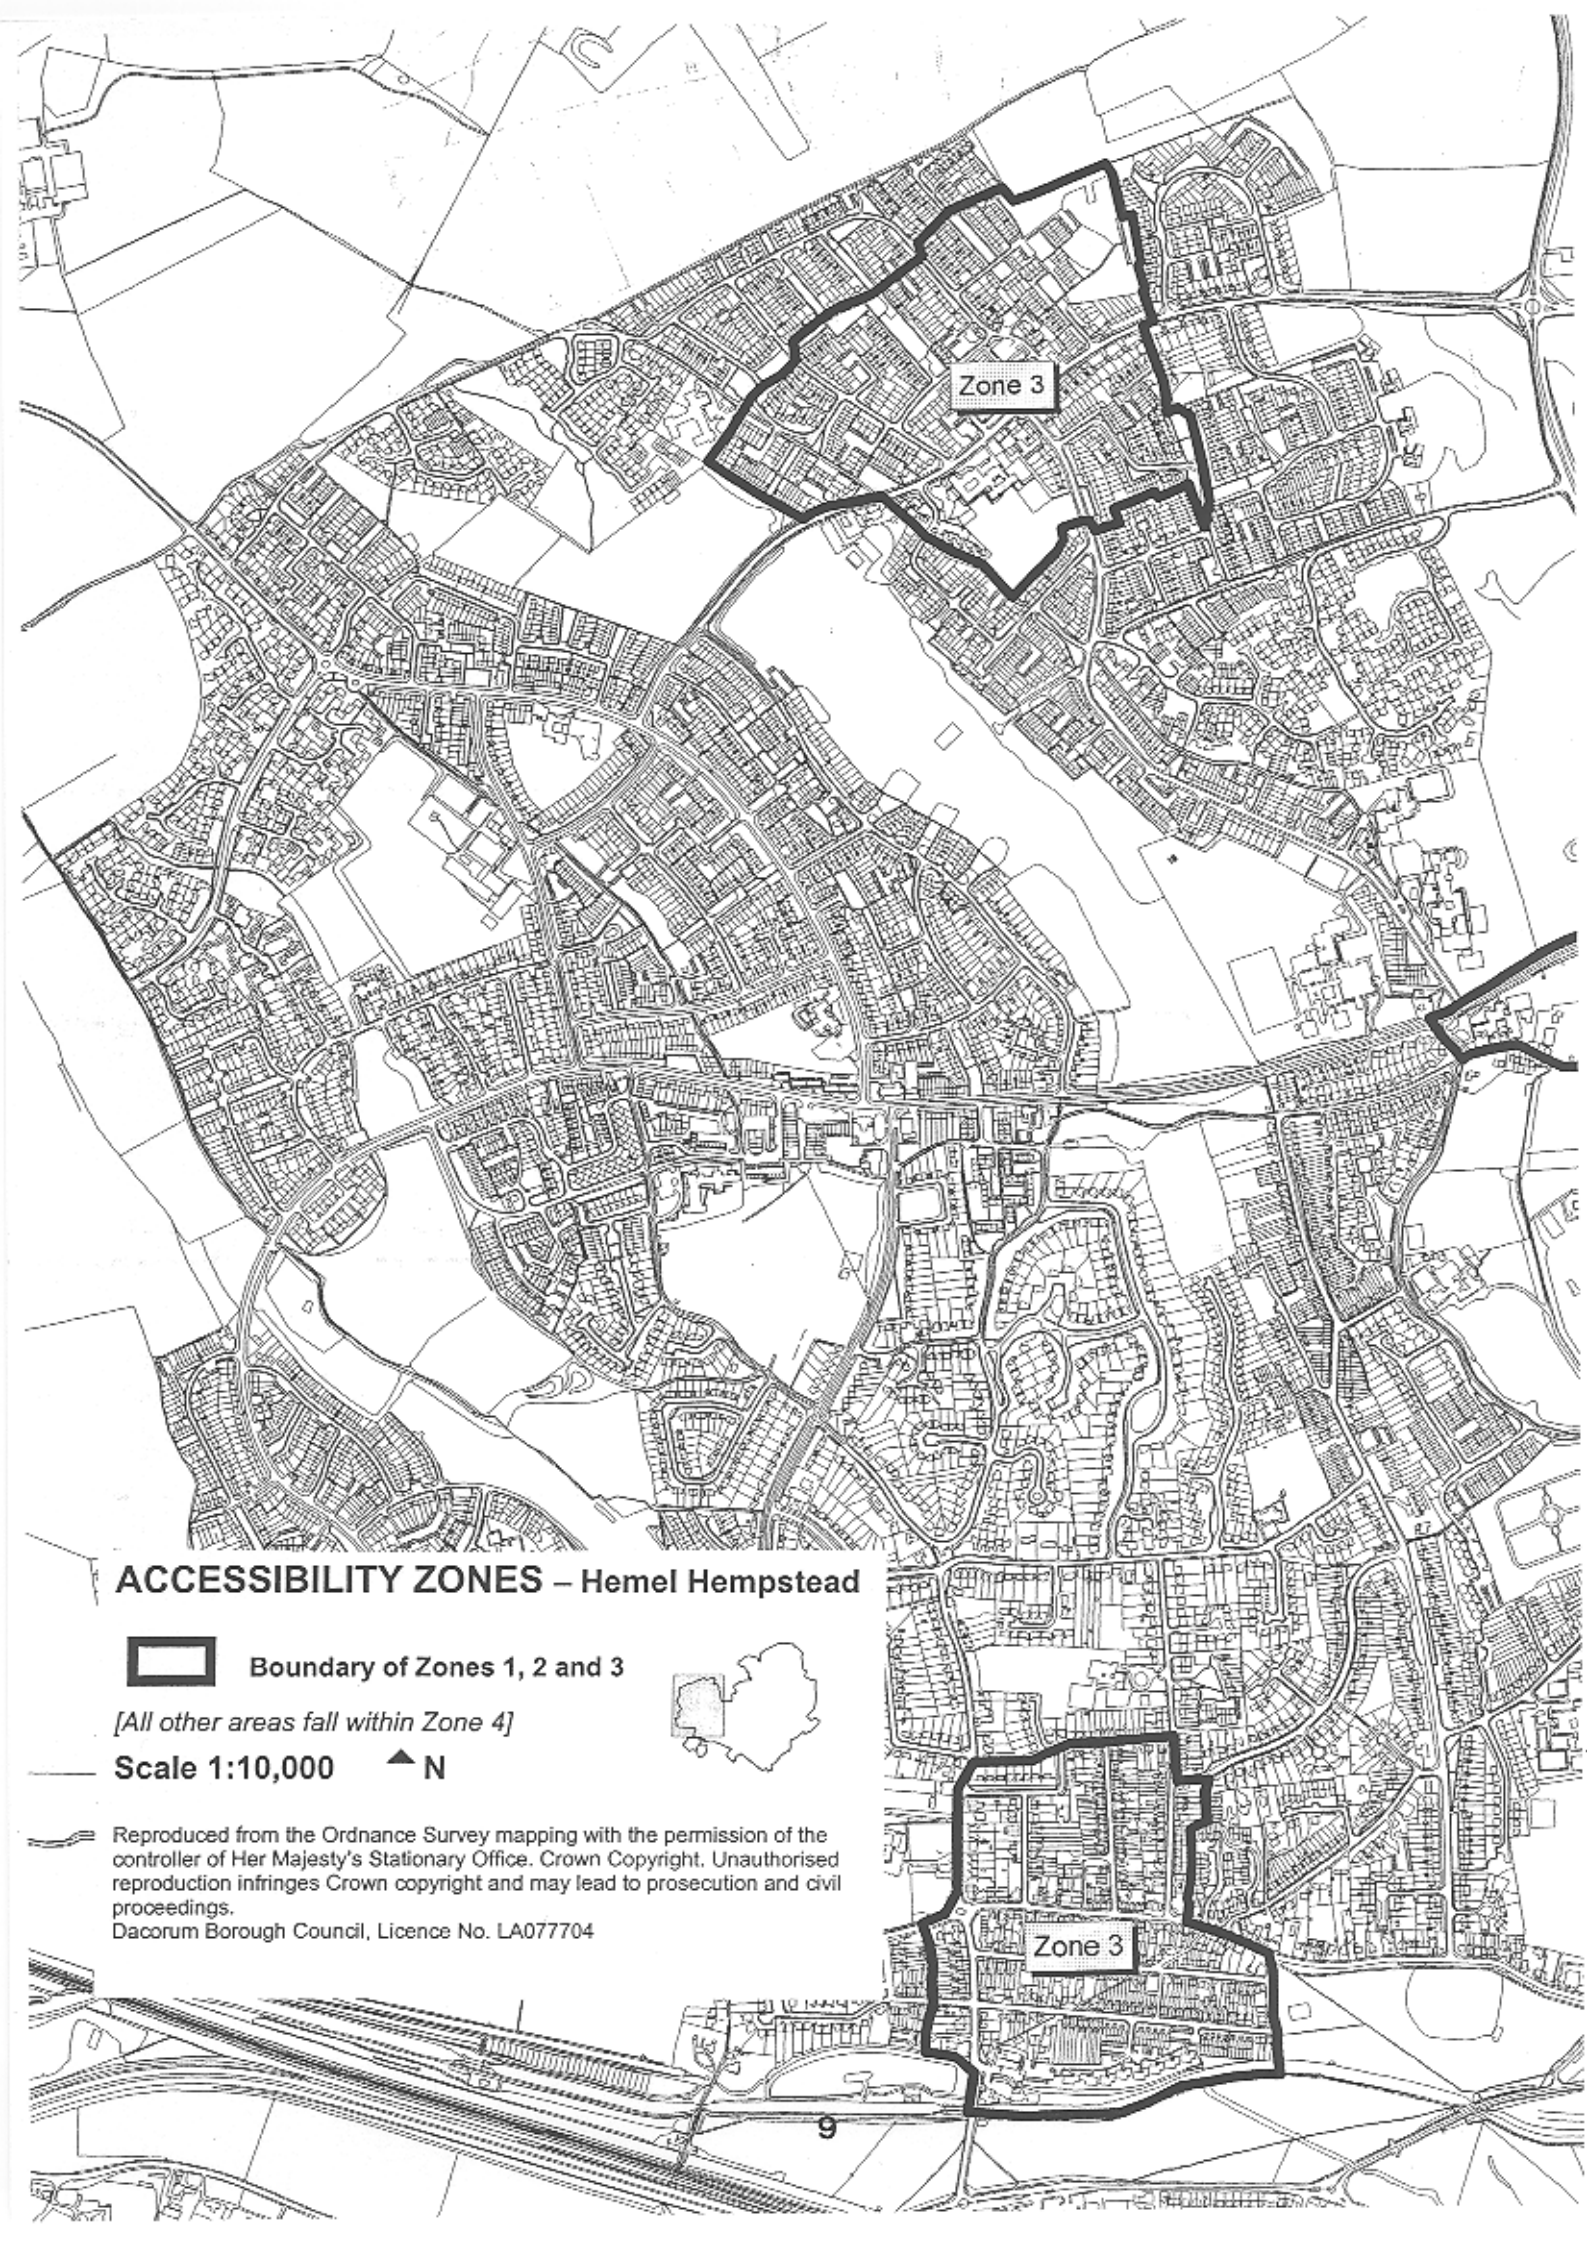 Zone 3
ACCESSIBILITY ZONES – Hemel Hempstead
Boundary of Zones 1, 2 and 3
[All other areas fall within Zone 4]
Scale 1:10,000 N
Reproduced from the Ordnance Survey mapping with the permission of the
controller of Her Majesty's Stationary Office. Crown Copyright. Unauthorised
reproduction infringes Crown copyright and may lead to prosecution and civil
proceedings.
Dacorum Borough Council, Licence No. LA077704
Zone 3
9